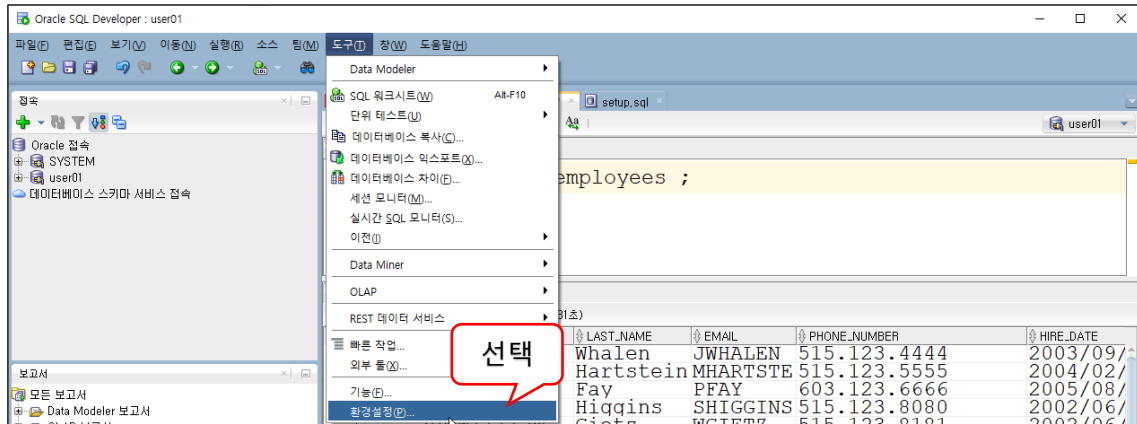 Oracle SQL Developer : user01
파일(F) 편집(E) 보기(V) 이동(N) 실행(R) 소스 팀(M) 도구(T) 창(W) 도움말(H)
Data Modeler
SQL 워크시트(W) Alt-F10
단위 테스트(U)
데이터베이스 복사(C)...
데이터베이스 익스포트(X)...
데이터베이스 차이(F)...
세션 모니터(M)...
실시간 SQL 모니터(S)...
이전(I)
Data Miner
OLAP
REST 데이터 서비스
빠른 작업...
외부 툴(X)...
기능(E)...
환경설정(P)...
선택
접속
Oracle 접속
SYSTEM
user01
데이터베이스 스키마 서비스 접속
보고서
모든 보고서
Data Modeler 보고서
setup.sql
Aa
user01
employees ;
LAST_NAME EMAIL PHONE_NUMBER HIRE_DATE
Whalen JWHALEN 515.123.4444 2003/09/
Hartstein MHARTSTE 515.123.5555 2004/02/
Fay PFAY 603.123.6666 2005/08/
Higgins SHIGGINS 515.123.8080 2002/06/